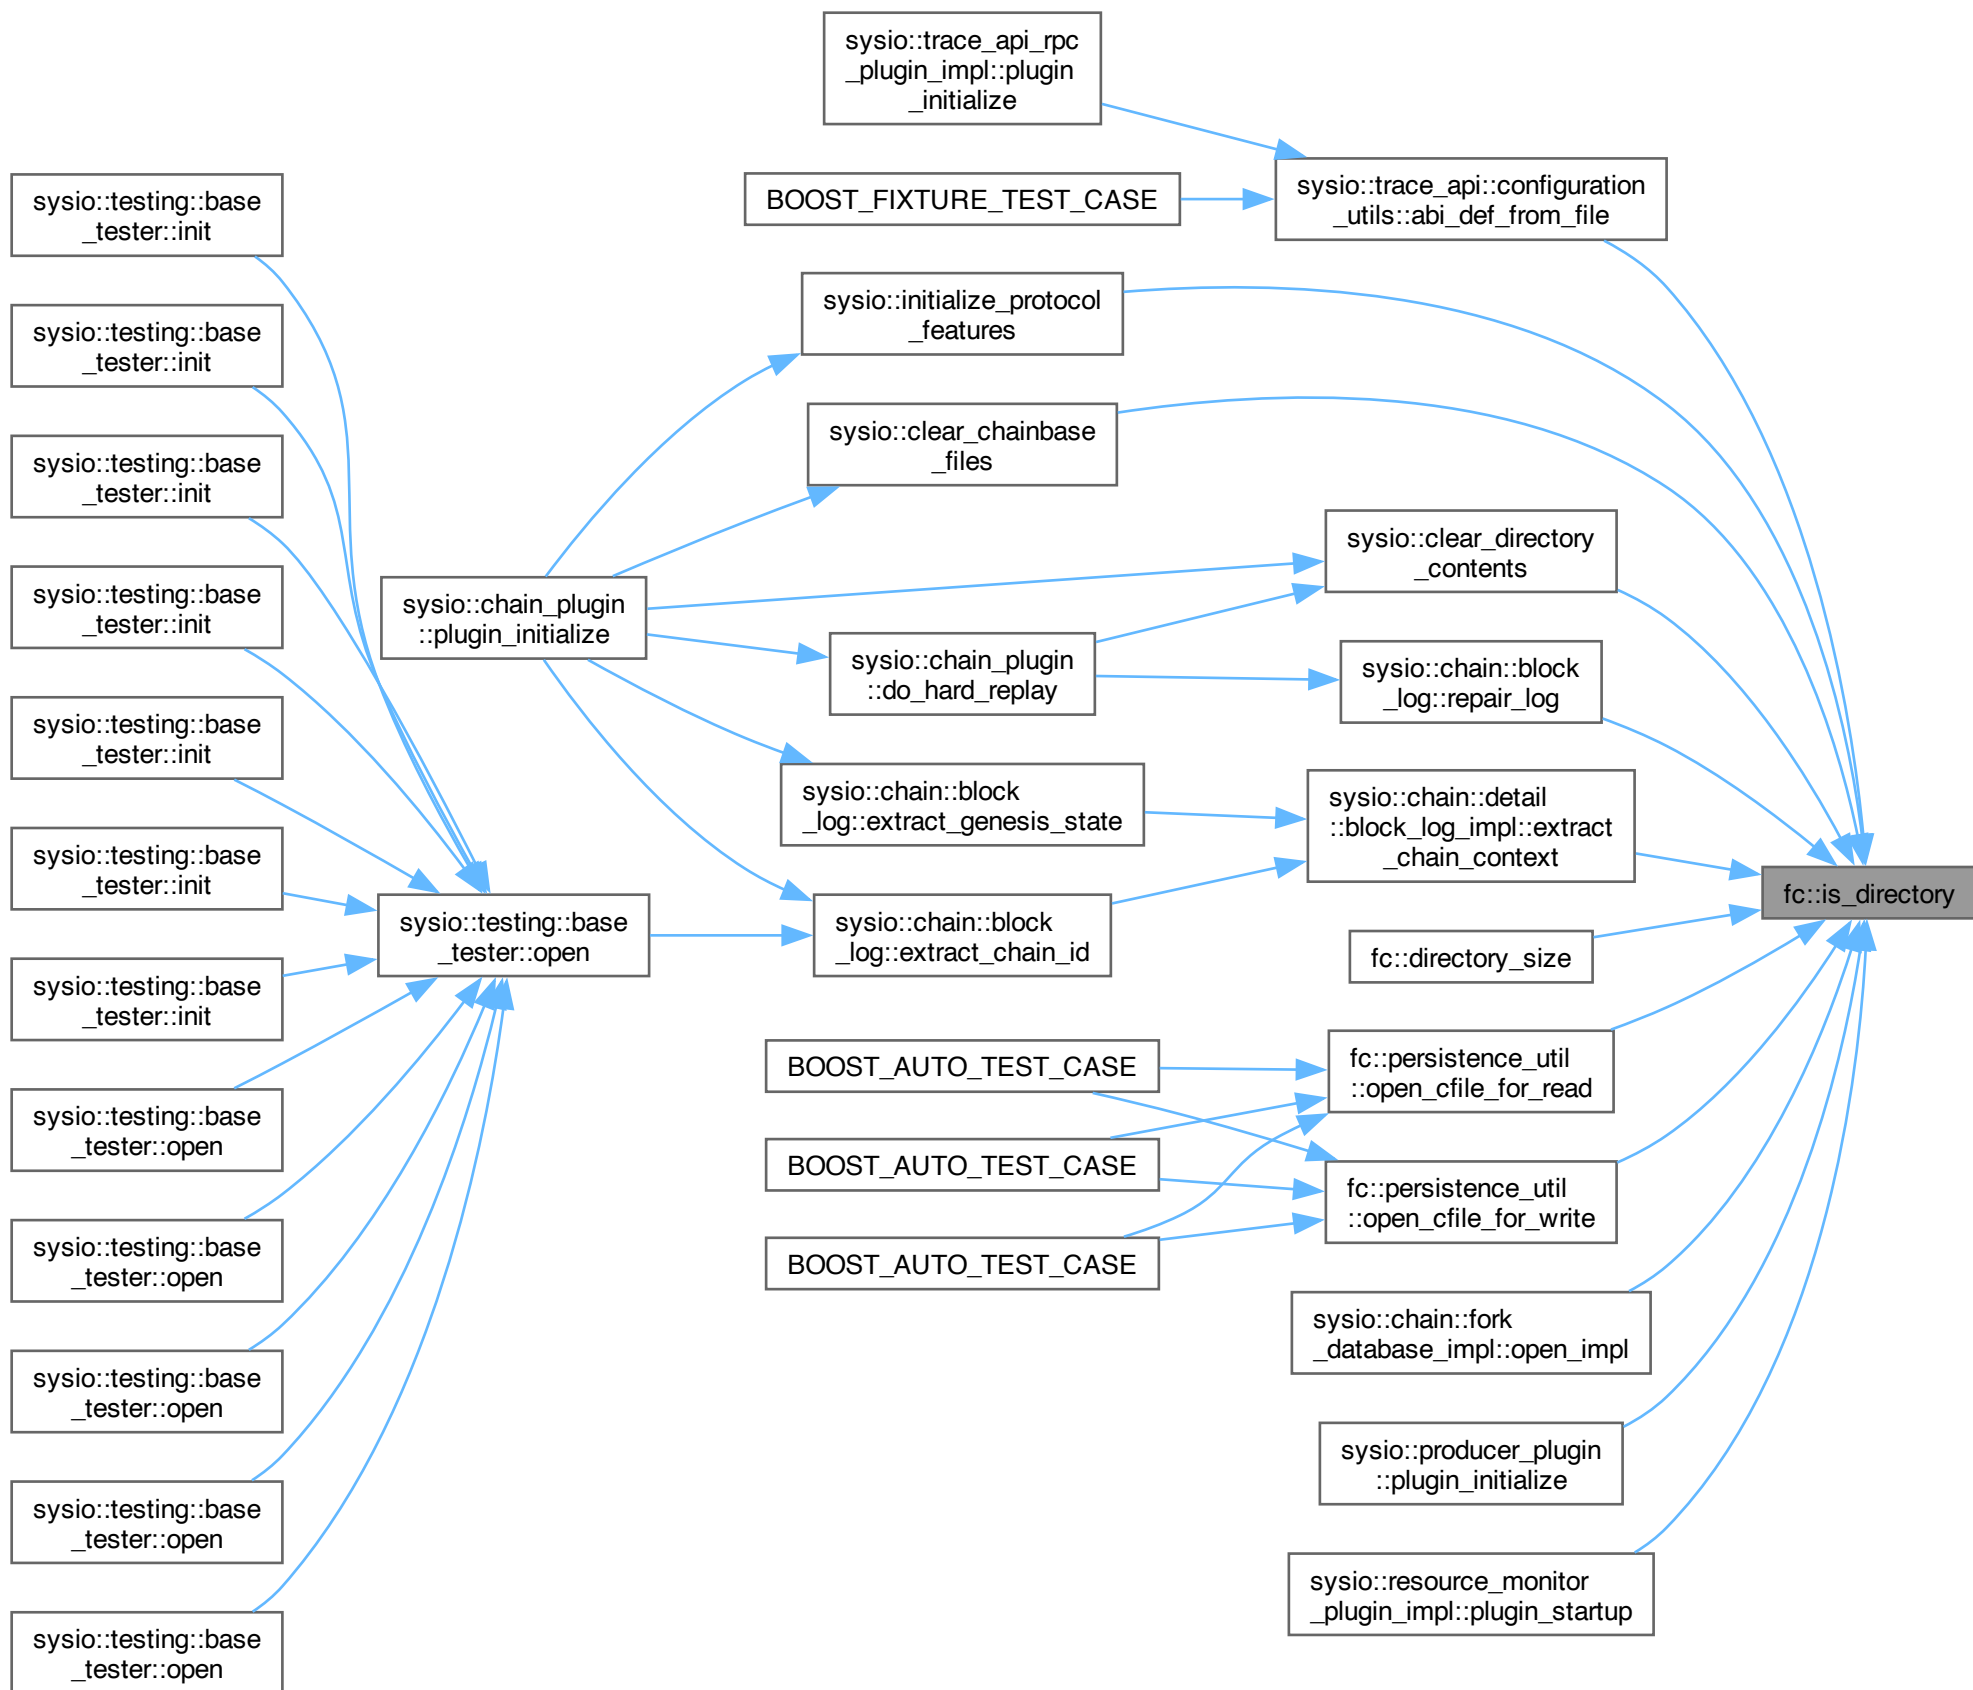 sysio::trace_api_rpc
_plugin_impl::plugin
_initialize
sysio::trace_api::configuration
_utils::abi_def_from_file
BOOST_FIXTURE_TEST_CASE
sysio::testing::base
_tester::init
sysio::initialize_protocol
_features
sysio::testing::base
_tester::init
sysio::clear_chainbase
_files
sysio::testing::base
_tester::init
sysio::clear_directory
_contents
sysio::chain_plugin
::plugin_initialize
sysio::testing::base
_tester::init
sysio::chain_plugin
::do_hard_replay
sysio::chain::block
_log::repair_log
sysio::testing::base
_tester::init
sysio::chain::block
_log::extract_genesis_state
sysio::chain::detail
::block_log_impl::extract
_chain_context
sysio::testing::base
_tester::init
fc::is_directory
sysio::testing::base
_tester::open
sysio::chain::block
_log::extract_chain_id
fc::directory_size
sysio::testing::base
_tester::init
BOOST_AUTO_TEST_CASE
fc::persistence_util
::open_cfile_for_read
sysio::testing::base
_tester::open
BOOST_AUTO_TEST_CASE
fc::persistence_util
::open_cfile_for_write
sysio::testing::base
_tester::open
BOOST_AUTO_TEST_CASE
sysio::chain::fork
_database_impl::open_impl
sysio::testing::base
_tester::open
sysio::producer_plugin
::plugin_initialize
sysio::testing::base
_tester::open
sysio::resource_monitor
_plugin_impl::plugin_startup
sysio::testing::base
_tester::open